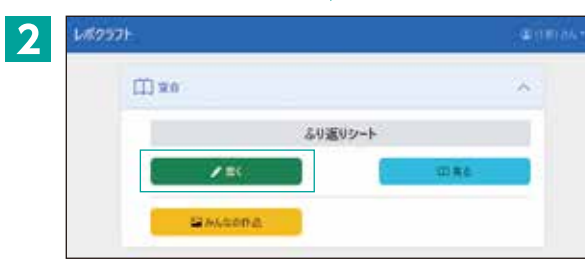 2
レポクラフト
ふり返りシート
書く
見る
みんなの作品